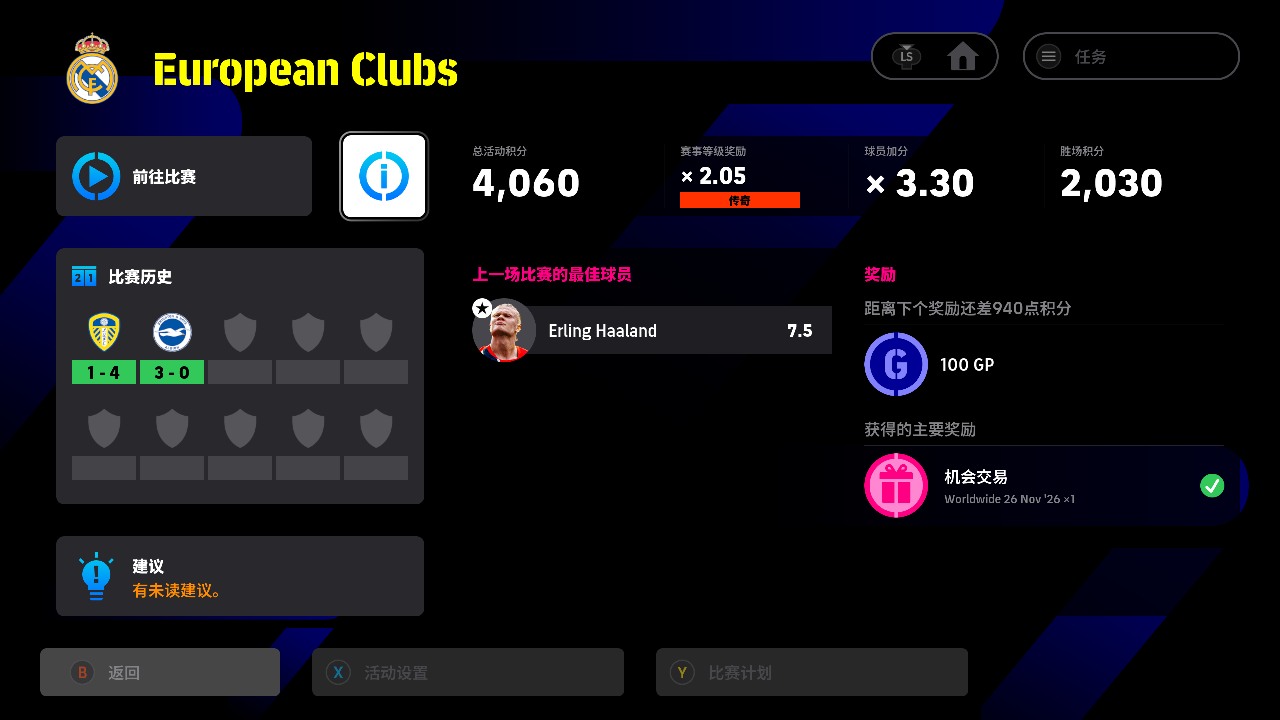 European Clubs
LS
任务
前往比赛
总活动积分
4,060
赛事等级奖励
× 2.05
传奇
球员加分
× 3.30
胜场积分
2,030
21
比赛历史
1 - 4
3 - 0
上一场比赛的最佳球员
Erling Haaland
7.5
奖励
距离下个奖励还差940点积分
G
100 GP
获得的主要奖励
机会交易
Worldwide 26 Nov '26 ×1
建议
有未读建议。
B
返回
X
活动设置
Y
比赛计划